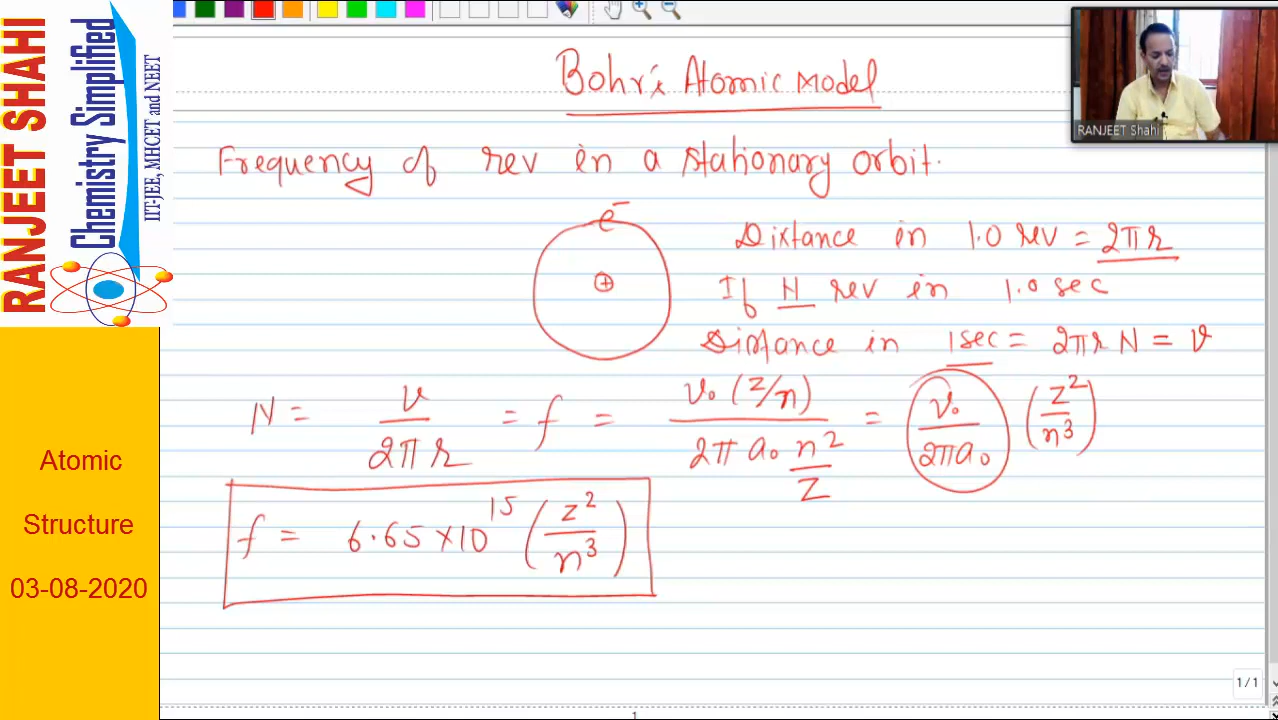 RANJEET SHAHI
Chemistry Simplified
IIT-JEE, MHCET and NEET
Bohr's Atomic model
RANJEET Shahi
Frequency of rev in a stationary orbit.
e⁻
Distance in 1.0 rev = 2πr
⊕
If N rev in 1.0 sec
Distance in 1sec = 2πr N = v
N = v / 2πr = f = v₀ (z/n) / 2π a₀ n²/Z = v₀ / 2πa₀ (Z²/n³)
f = 6.65 × 10¹⁵ (z²/n³)
Atomic
Structure
03-08-2020
1/1
1